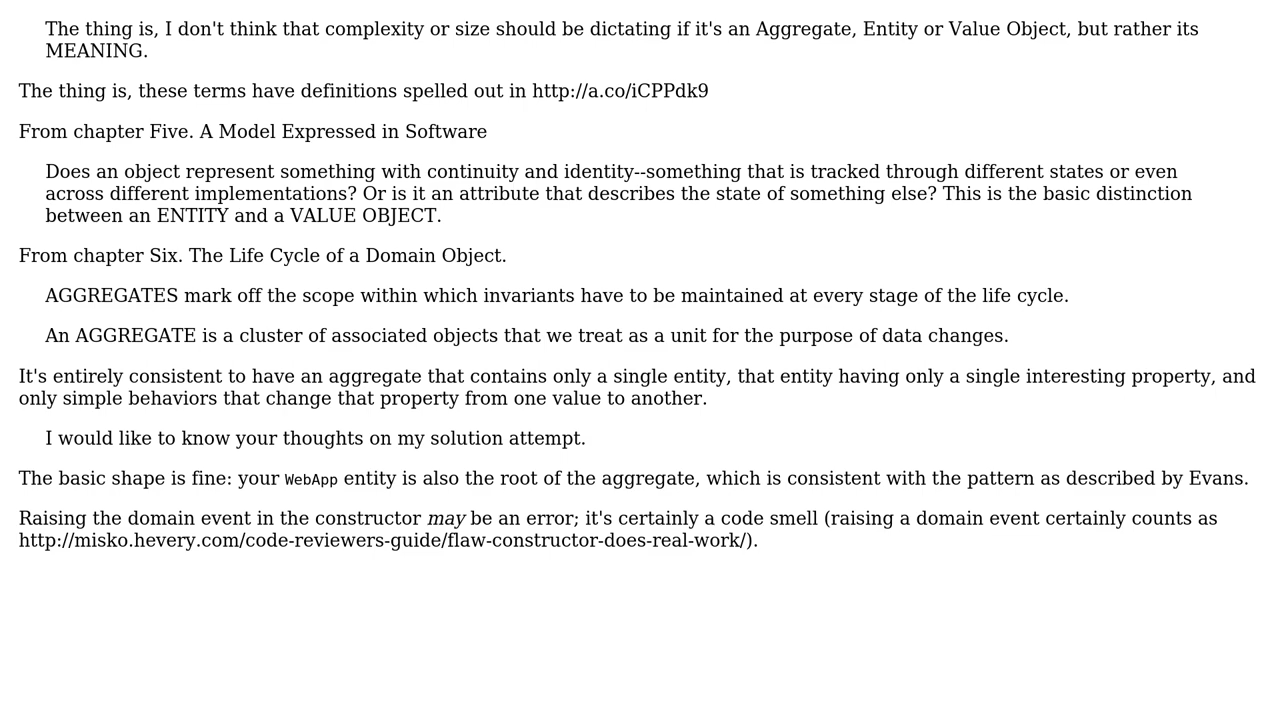 The thing is, I don't think that complexity or size should be dictating if it's an Aggregate, Entity or Value Object, but rather its
MEANING.
The thing is, these terms have definitions spelled out in http://a.co/iCPPdk9
From chapter Five. A Model Expressed in Software
Does an object represent something with continuity and identity--something that is tracked through different states or even
across different implementations? Or is it an attribute that describes the state of something else? This is the basic distinction
between an ENTITY and a VALUE OBJECT.
From chapter Six. The Life Cycle of a Domain Object.
AGGREGATES mark off the scope within which invariants have to be maintained at every stage of the life cycle.
An AGGREGATE is a cluster of associated objects that we treat as a unit for the purpose of data changes.
It's entirely consistent to have an aggregate that contains only a single entity, that entity having only a single interesting property, and
only simple behaviors that change that property from one value to another.
I would like to know your thoughts on my solution attempt.
The basic shape is fine: your WebApp entity is also the root of the aggregate, which is consistent with the pattern as described by Evans.
Raising the domain event in the constructor may be an error; it's certainly a code smell (raising a domain event certainly counts as
http://misko.hevery.com/code-reviewers-guide/flaw-constructor-does-real-work/).